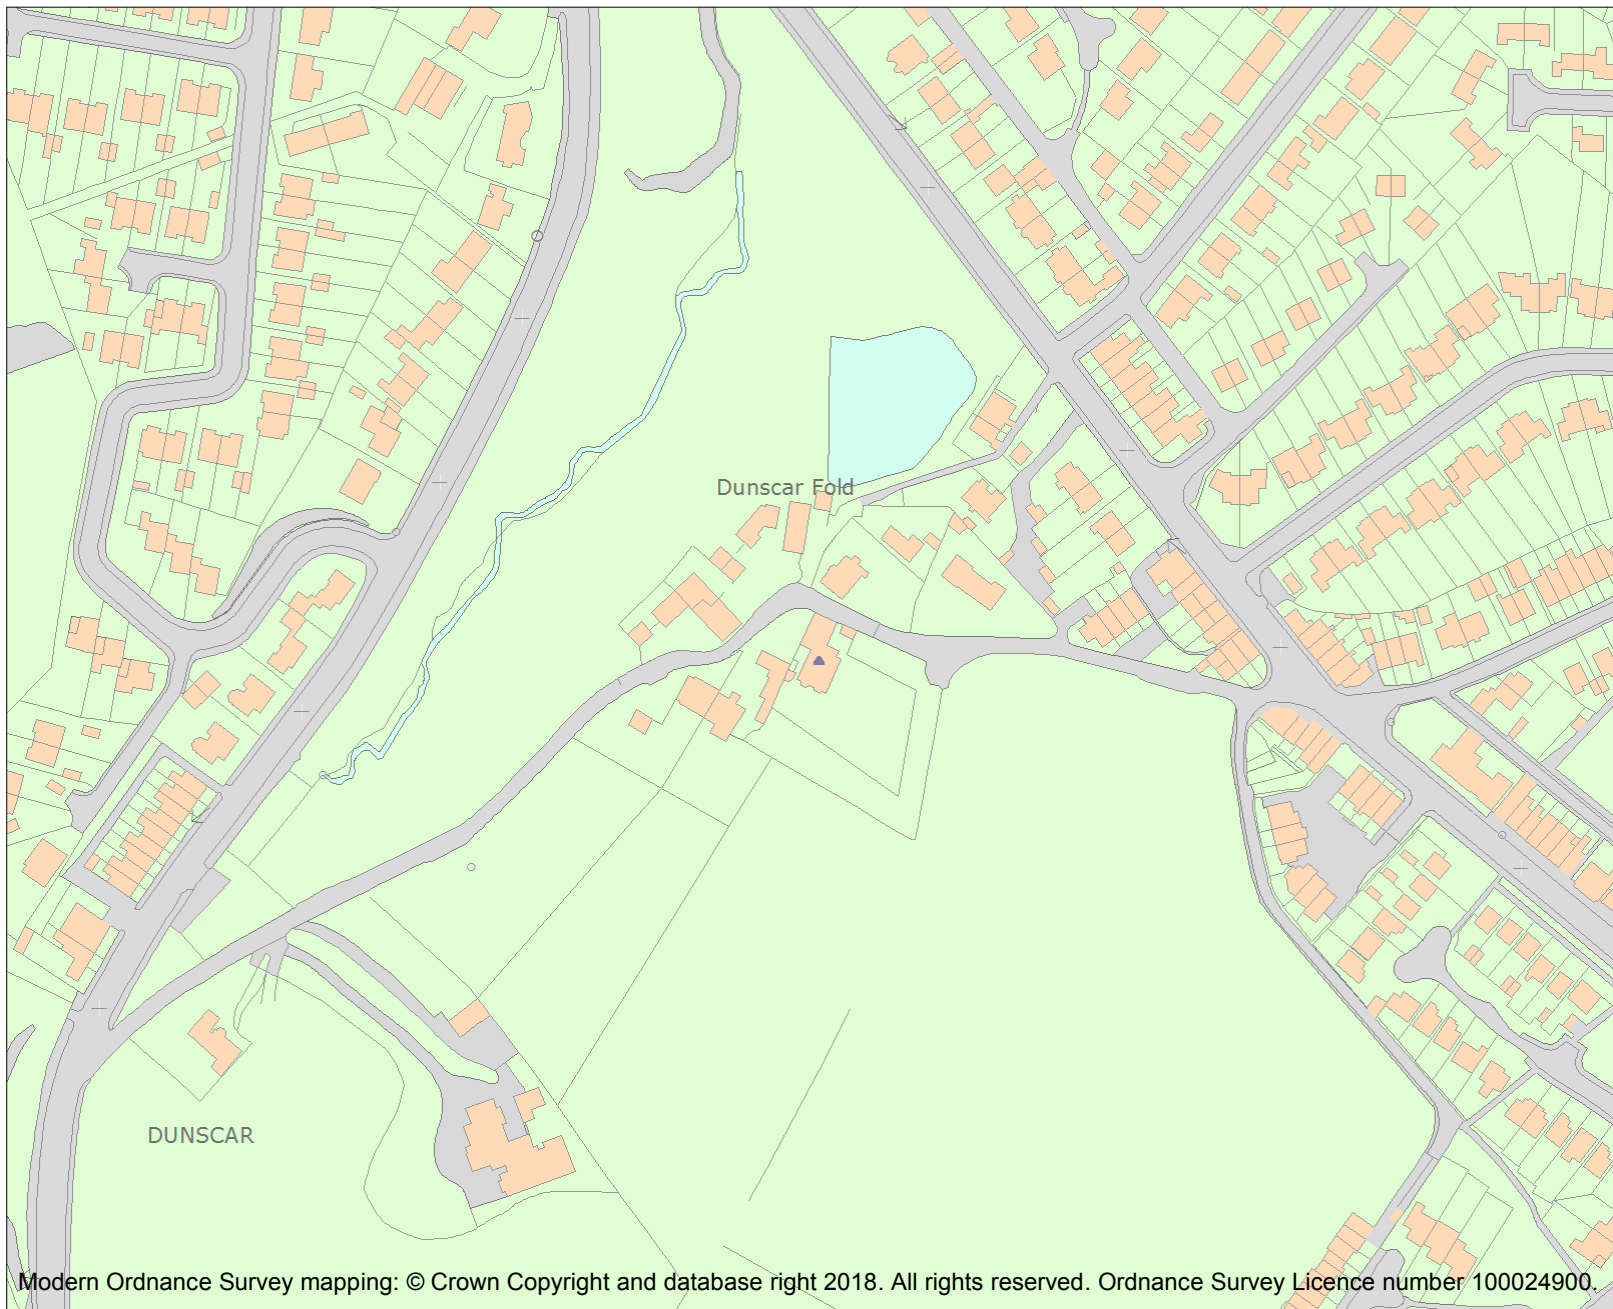 Dunscar Fold
DUNSCAR
Modern Ordnance Survey mapping: © Crown Copyright and database right 2018. All rights reserved. Ordnance Survey Licence number 100024900.